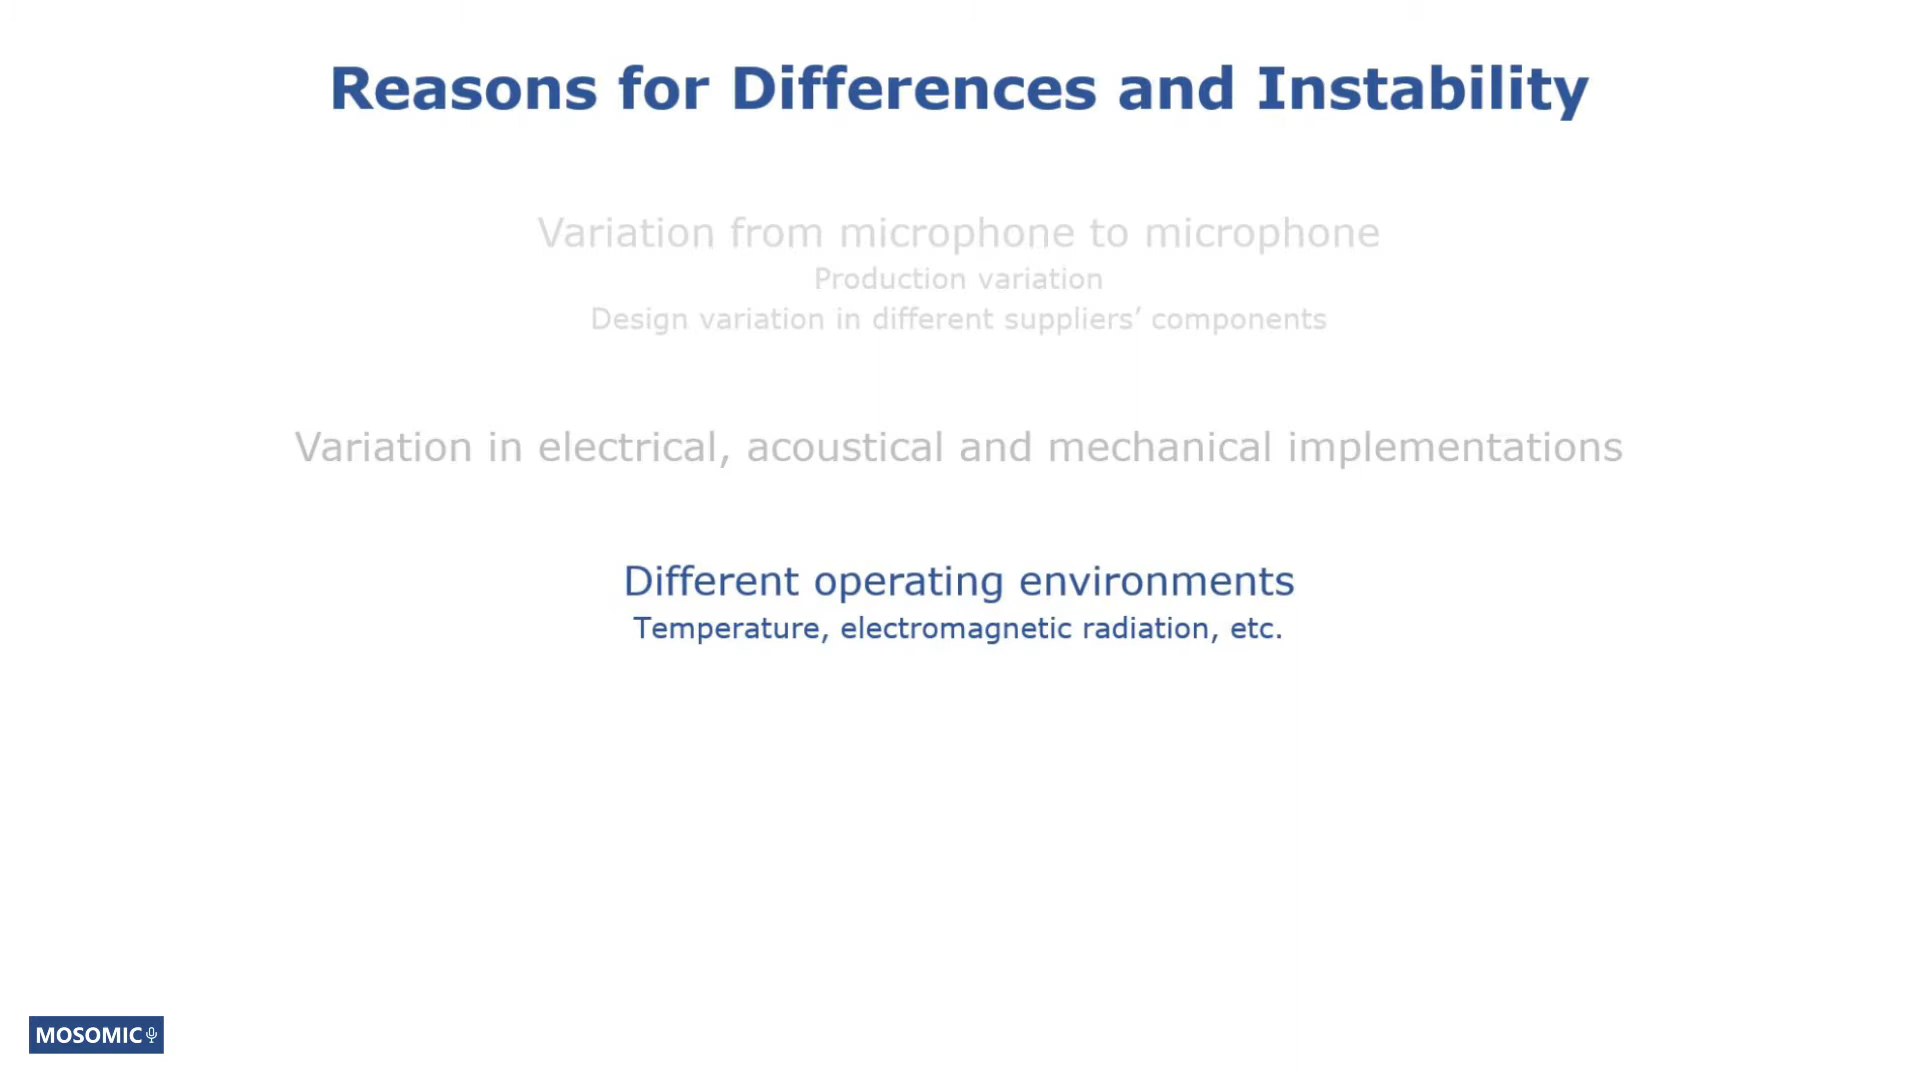 Reasons for Differences and Instability
Variation from microphone to microphone
Production variation
Design variation in different suppliers’ components
Variation in electrical, acoustical and mechanical implementations
Different operating environments
Temperature, electromagnetic radiation, etc.
MOSOMIC